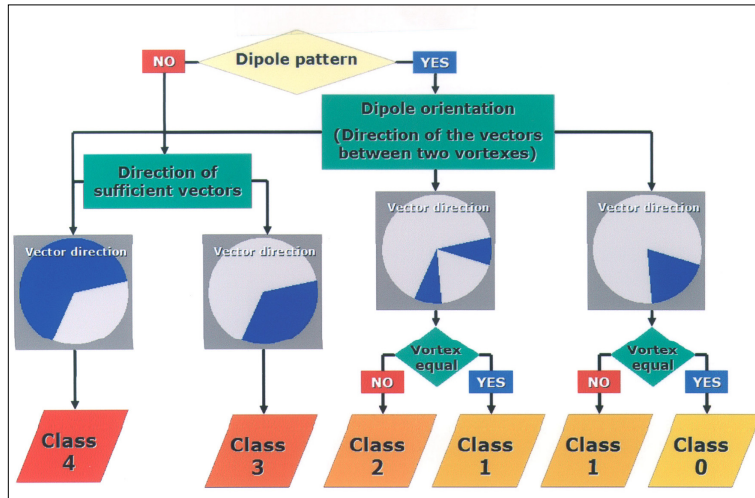 Dipole pattern
NO
YES
Dipole orientation
(Direction of the vectors
between two vortexes)
Direction of
sufficient vectors
Vector direction
Vector direction
Vector direction
Vector direction
Vortex
equal
Vortex
equal
NO
YES
NO
YES
Class
4
Class
3
Class
2
Class
1
Class
1
Class
0